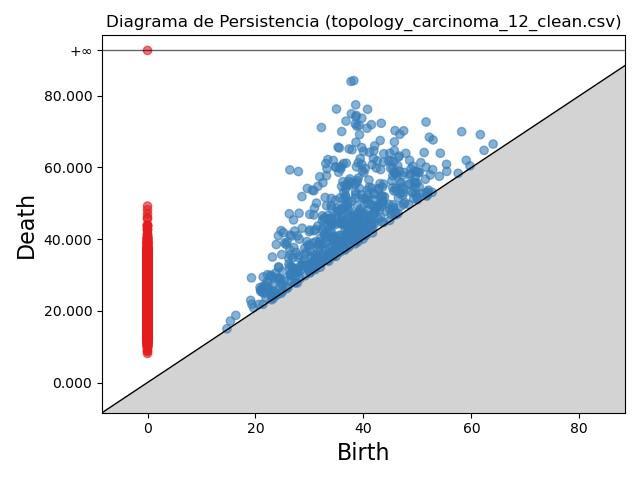 Diagrama de Persistencia (topology_carcinoma_12_clean.csv)
+∞
80.000
60.000
40.000
20.000
0.000
Death
0 20 40 60 80
Birth